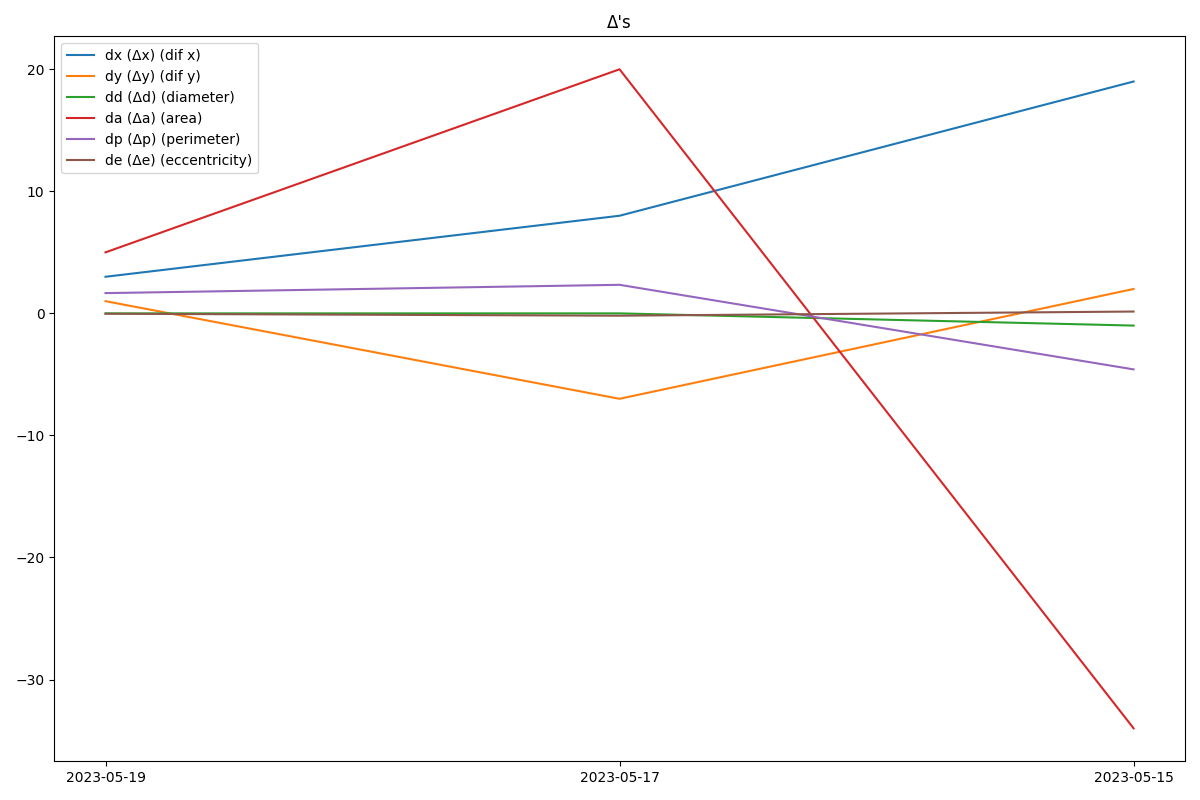 Δ's
dx (Δx) (dif x)
dy (Δy) (dif y)
dd (Δd) (diameter)
da (Δa) (area)
dp (Δp) (perimeter)
de (Δe) (eccentricity)
20
10
0
−10
−20
−30
2023-05-19 2023-05-17 2023-05-15